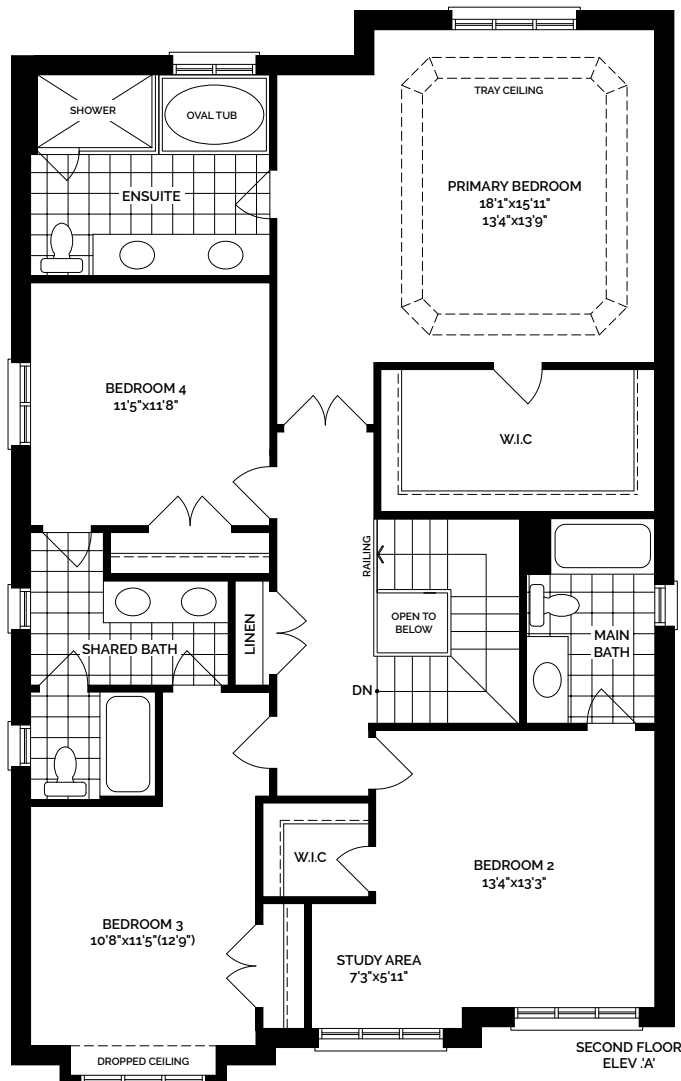 SHOWER
OVAL TUB
TRAY CEILING
ENSUITE
PRIMARY BEDROOM
18'1"x15'11"
13'4"x13'9"
BEDROOM 4
11'5"x11'8"
W.I.C
RAILING
OPEN TO
BELOW
LINEN
SHARED BATH
MAIN
BATH
DN
W.I.C
BEDROOM 2
13'4"x13'3"
BEDROOM 3
10'8"x11'5"(12'9")
STUDY AREA
7'3"x5'11"
DROPPED CEILING
SECOND FLOOR
ELEV .'A'